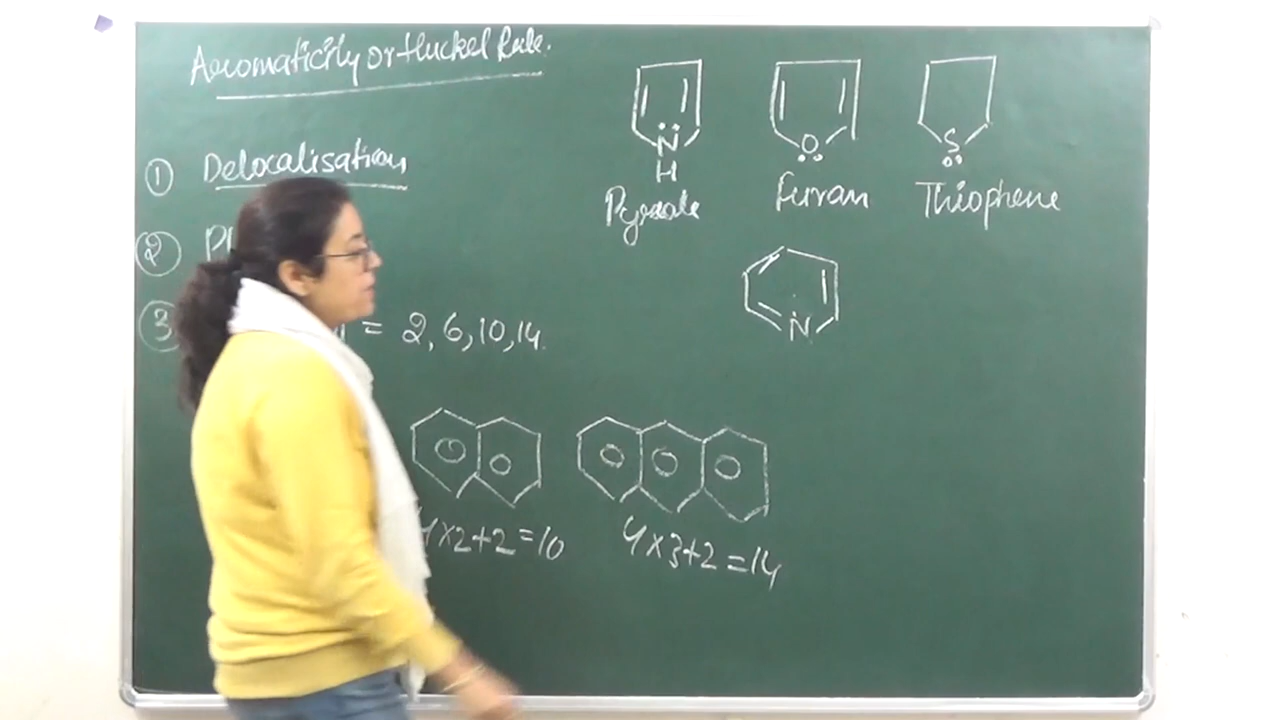 Aromaticity or Huckel Rule.
① Delocalisation
②
③ = 2, 6, 10, 14
N
H
Pyrrole
O
Furan
S
Thiophene
N
4×2+2=10
4×3+2=14